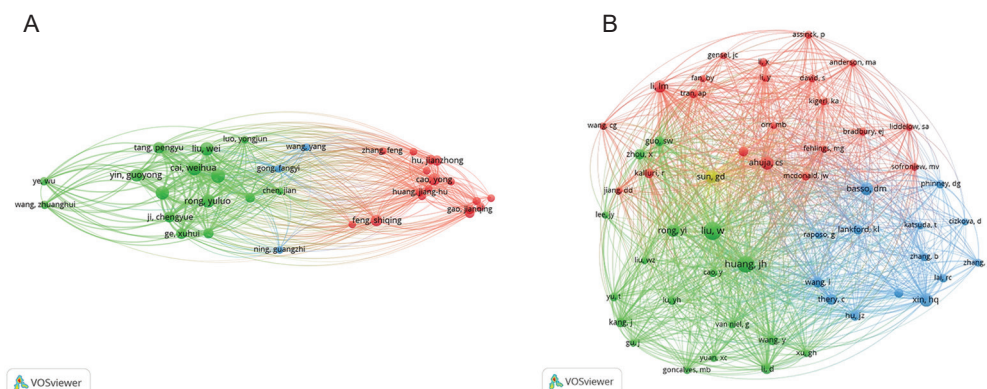 A
luo, yongjun
tang, pengyu
liu, wei
wang, yang
zhang, feng
hu, jianzhong
cai, weihua
gong, fangyi
yin, guoyong
cao, yong
ye, wu
chen, jian
huang, jiang-hu
wang, zhuanghui
rong, yuluo
gao, jianqing
ji, chengyue
feng, shiqing
ge, xuhui
ning, guangzhi
VOSviewer
B
assinck, p
gensel, jc
li, x
anderson, ma
fan, by
li, y
david, s
li, lm
tran, ap
kigerl, ka
wang, cg
orr, mb
liddelow, sa
guo, sw
bradbury, ej
zhou, x
fehlings, mg
ahuja, cs
sofroniew, mv
kaliuri, r
sun, gd
mcdonald, jw
jiang, dd
basso, dm
phinney, dg
lee, jy
cizkova, d
rong, yi
liu, w
raposo, g
lankford, kl
katsuda, t
liu, wz
huang, jh
zhang, b
zhang,
cao, y
lai, rc
wang, l
yu, t
lu, yh
thery, c
xin, hq
kang, j
van niel, g
hu, jz
gu, j
wang, y
yuan, xc
xu, gh
goncalves, mb
li, d
VOSviewer